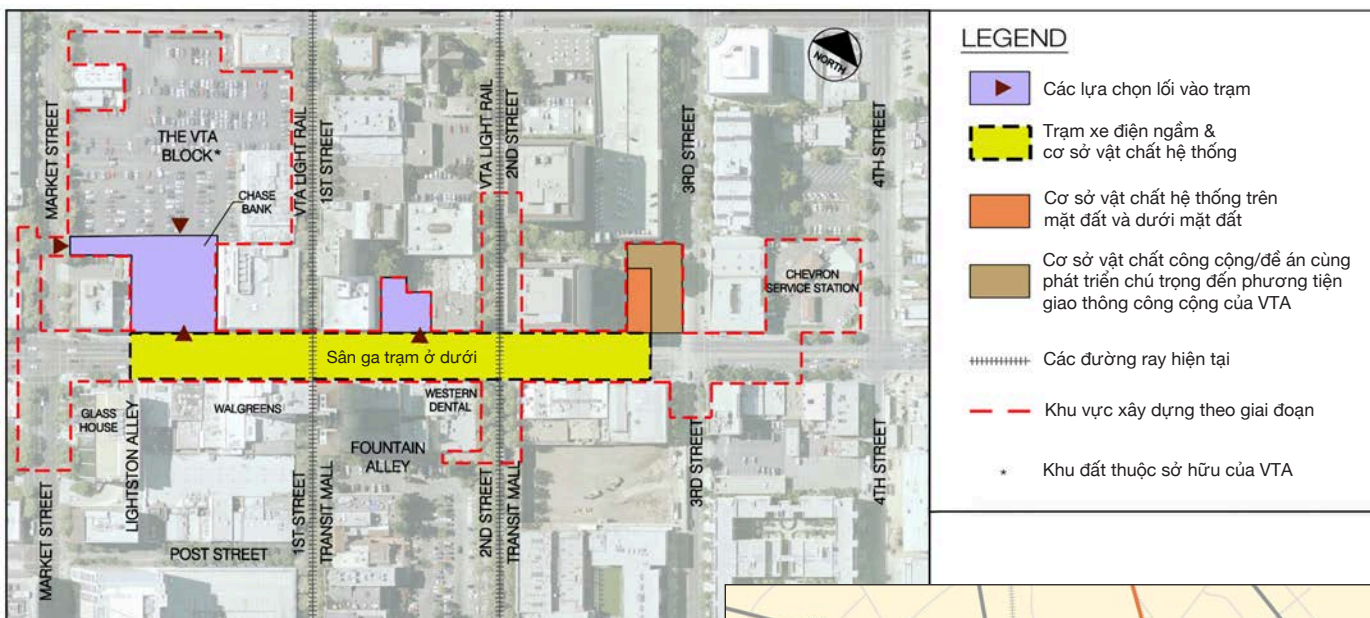 MARKET STREET
THE VTA
BLOCK*
CHASE
BANK
VTA LIGHT RAIL
1ST STREET
VTA LIGHT RAIL
2ND STREET
3RD STREET
4TH STREET
NORTH
CHEVRON
SERVICE STATION
Sân ga trạm ở dưới
GLASS
HOUSE
LIGHTSTON ALLEY
WALGREENS
WESTERN
DENTAL
FOUNTAIN
ALLEY
MARKET STREET
POST STREET
1ST STREET
TRANSIT MALL
2ND STREET
TRANSIT MALL
3RD STREET
4TH STREET
LEGEND
Các lựa chọn lối vào trạm
Trạm xe điện ngầm &
cơ sở vật chất hệ thống
Cơ sở vật chất hệ thống trên
mặt đất và dưới mặt đất
Cơ sở vật chất công cộng/đề án cùng
phát triển chú trọng đến phương tiện
giao thông công cộng của VTA
Các đường ray hiện tại
Khu vực xây dựng theo giai đoạn
* Khu đất thuộc sở hữu của VTA